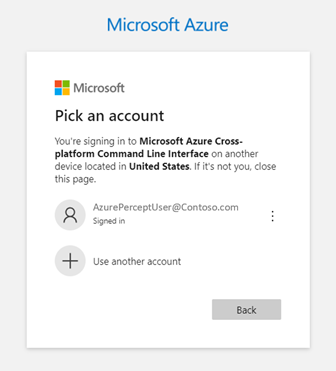 Microsoft Azure
Microsoft
Pick an account
You're signing in to Microsoft Azure Cross-
platform Command Line Interface on another
device located in United States. If it's not you, close
this page.
AzurePerceptUser@Contoso.com
Signed in
Use another account
Back